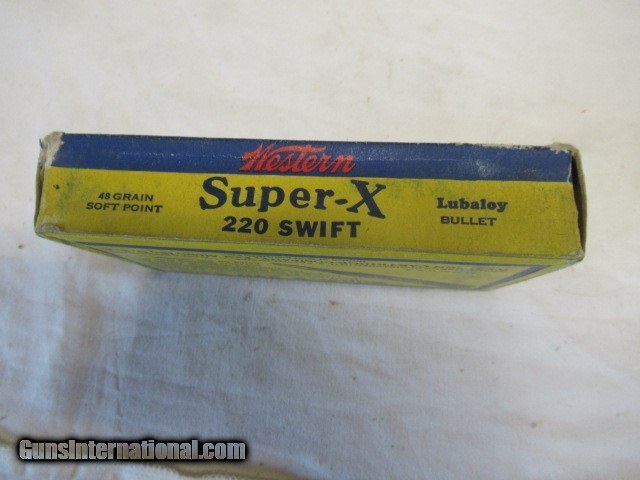 Western
Super-X
220 SWIFT
48 GRAIN
SOFT POINT
Lubaloy
BULLET
GunsInternational.com